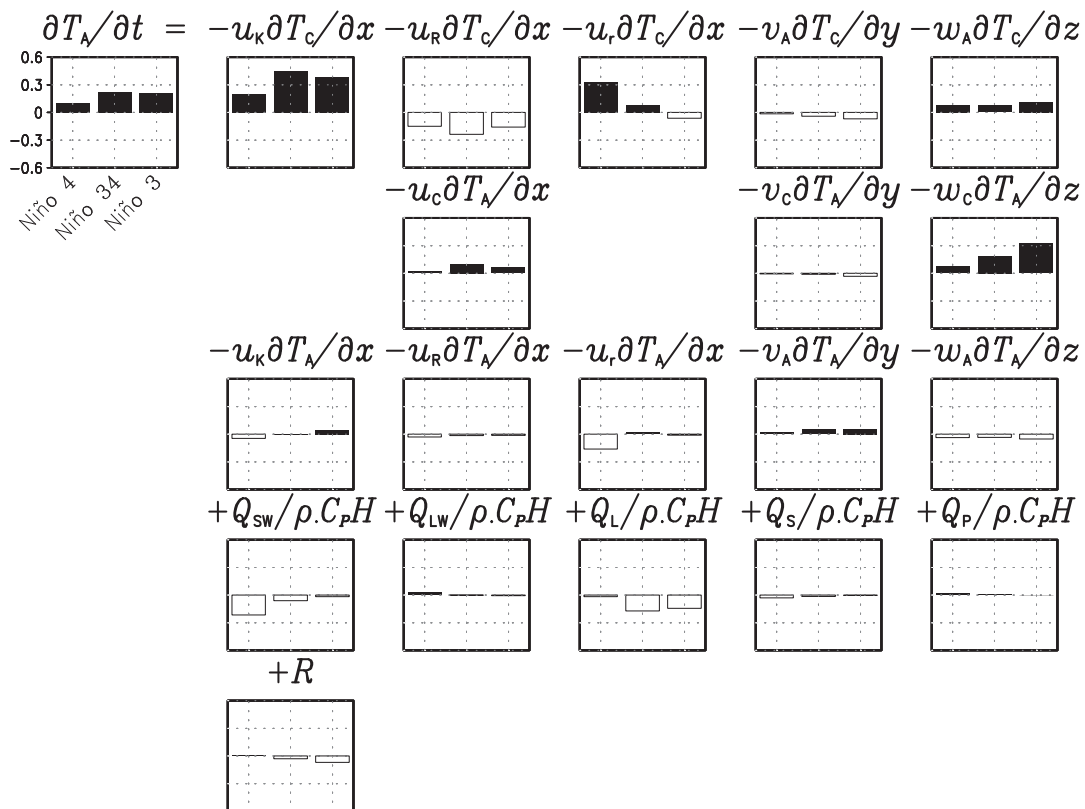 ∂T_A/∂t = −u_K∂T_C/∂x −u_R∂T_C/∂x −u_r∂T_C/∂x −v_A∂T_C/∂y −w_A∂T_C/∂z
0.6
0.3
0
−0.3
−0.6
Niño 4
Niño 34
Niño 3
−u_C∂T_A/∂x −v_C∂T_A/∂y −w_C∂T_A/∂z
−u_K∂T_A/∂x −u_R∂T_A/∂x −u_r∂T_A/∂x −v_A∂T_A/∂y −w_A∂T_A/∂z
+Q_SW/ρ.C_PH +Q_LW/ρ.C_PH +Q_L/ρ.C_PH +Q_S/ρ.C_PH +Q_P/ρ.C_PH
+R